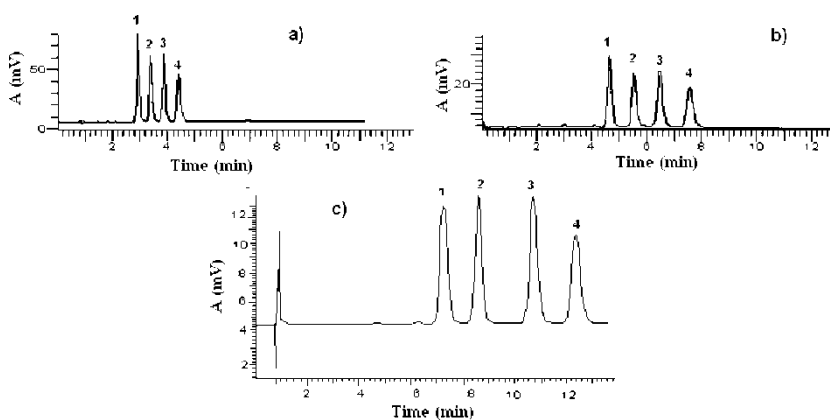 a)
A (mV)
50
0
1 2 3 4
2 4 6 8 10 12
Time (min)
b)
A (mV)
20
1 2 3 4
2 4 6 8 10 12
Time (min)
c)
A (mV)
12
10
8
6
4
2
1 2 3 4
2 4 6 8 10 12
Time (min)